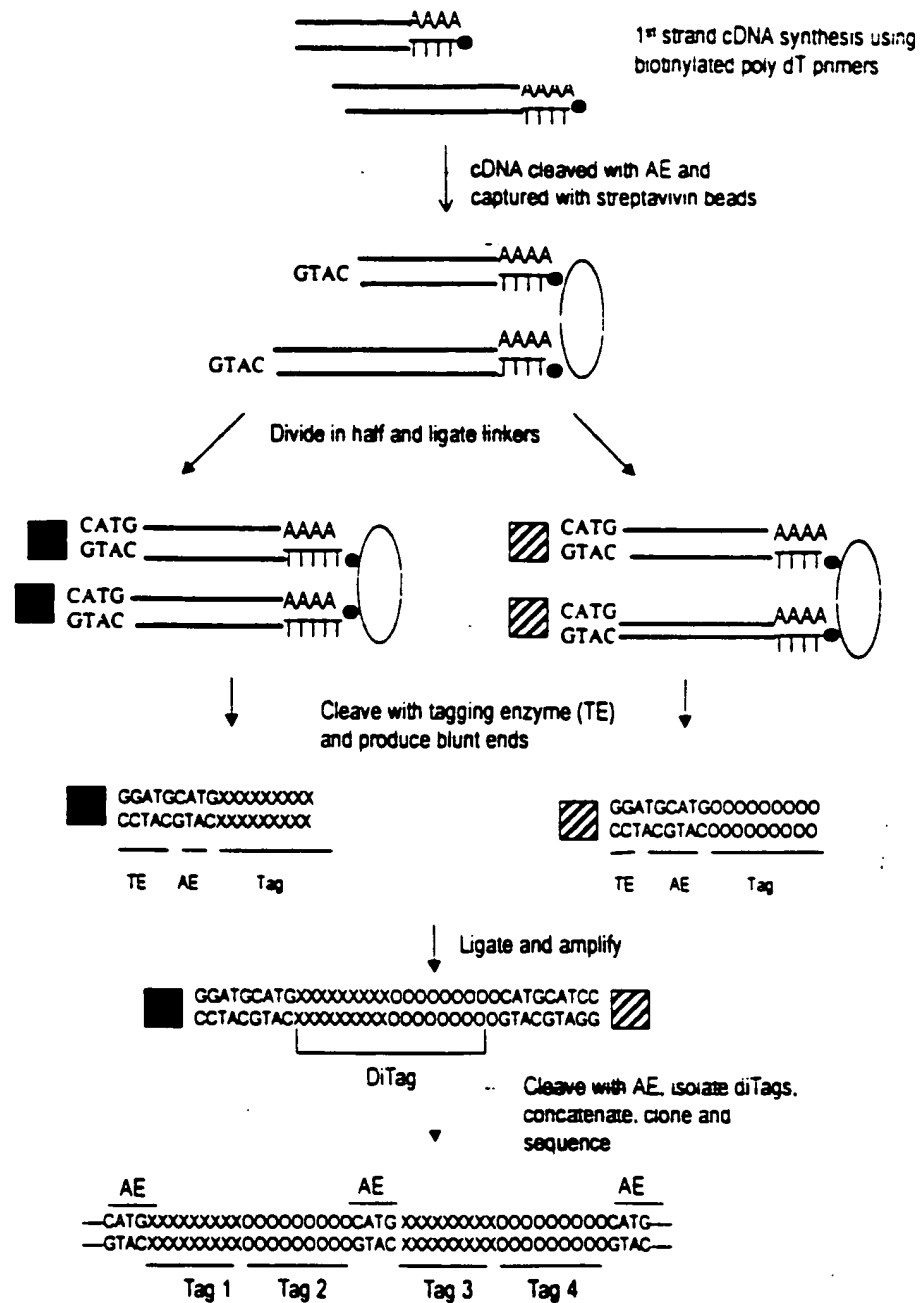 AAAA
TTTT
1st strand cDNA synthesis using
biotinylated poly dT primers
AAAA
TTTT
cDNA cleaved with AE and
captured with streptavivin beads
AAAA
GTAC
TTTT
AAAA
GTAC
TTTT
Divide in half and ligate linkers
CATG AAAA
GTAC TTTTT
CATG AAAA
GTAC TTTTT
CATG AAAA
GTAC TTTT
CATG AAAA
GTAC TTTT
Cleave with tagging enzyme (TE)
and produce blunt ends
GGATGCATGXXXXXXXXX
CCTACGTACXXXXXXXXX
TE AE Tag
GGATGCATGOOOOOOOOO
CCTACGTACOOOOOOOOO
TE AE Tag
Ligate and amplify
GGATGCATGXXXXXXXXXOOOOOOOOOCATGCATCC
CCTACGTACXXXXXXXXXOOOOOOOOOGTACGTAGG
DiTag
Cleave with AE, isolate diTags,
concatenate, clone and
sequence
AE AE AE
CATGXXXXXXXXXOOOOOOOOOCATGXXXXXXXXXOOOOOOOOOCATG
GTACXXXXXXXXXOOOOOOOOOGTACXXXXXXXXXOOOOOOOOOGTAC
Tag 1 Tag 2 Tag 3 Tag 4